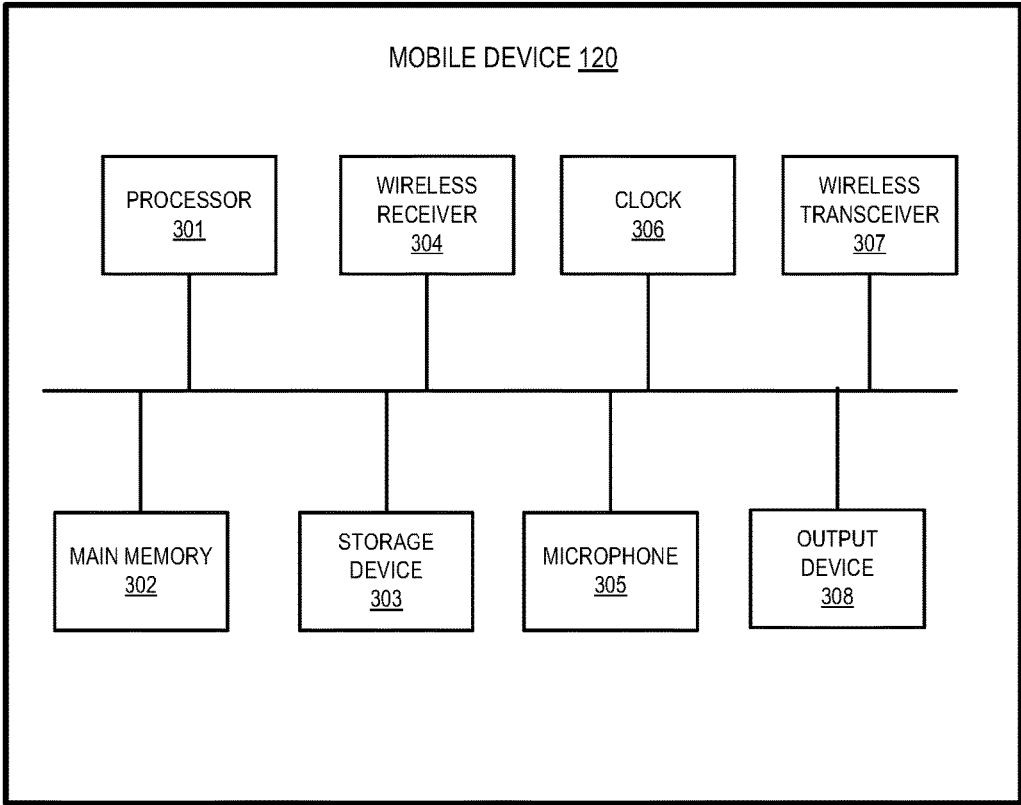 MOBILE DEVICE 120
PROCESSOR
301
WIRELESS
RECEIVER
304
CLOCK
306
WIRELESS
TRANSCEIVER
307
MAIN MEMORY
302
STORAGE
DEVICE
303
MICROPHONE
305
OUTPUT
DEVICE
308